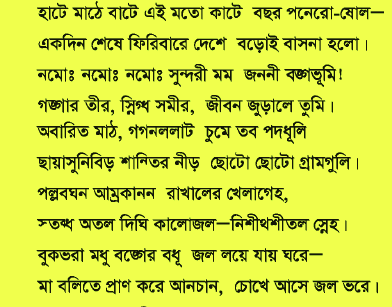 হাটে মাঠে বাটে এই মতো কাটে বছর পনেরো-ষোল—
একদিন শেষে ফিরিবারে দেশে বড়োই বাসনা হলো।
নমোঃ নমোঃ নমোঃ সুন্দরী মম জননী বঙ্গভূমি!
গঙ্গার তীর, স্নিগ্ধ সমীর, জীবন জুড়ালে তুমি।
অবারিত মাঠ, গগনললাট চুমে তব পদধূলি
ছায়াসুনিবিড় শান্তির নীড় ছোটো ছোটো গ্রামগুলি।
পল্লবঘন আম্রকানন রাখালের খেলাগেহ,
স্তব্ধ অতল দিঘি কালোজল—নিশীথশীতল স্নেহ।
বুকভরা মধু বঙ্গের বধূ জল লয়ে যায় ঘরে—
মা বলিতে প্রাণ করে আনচান, চোখে আসে জল ভরে।